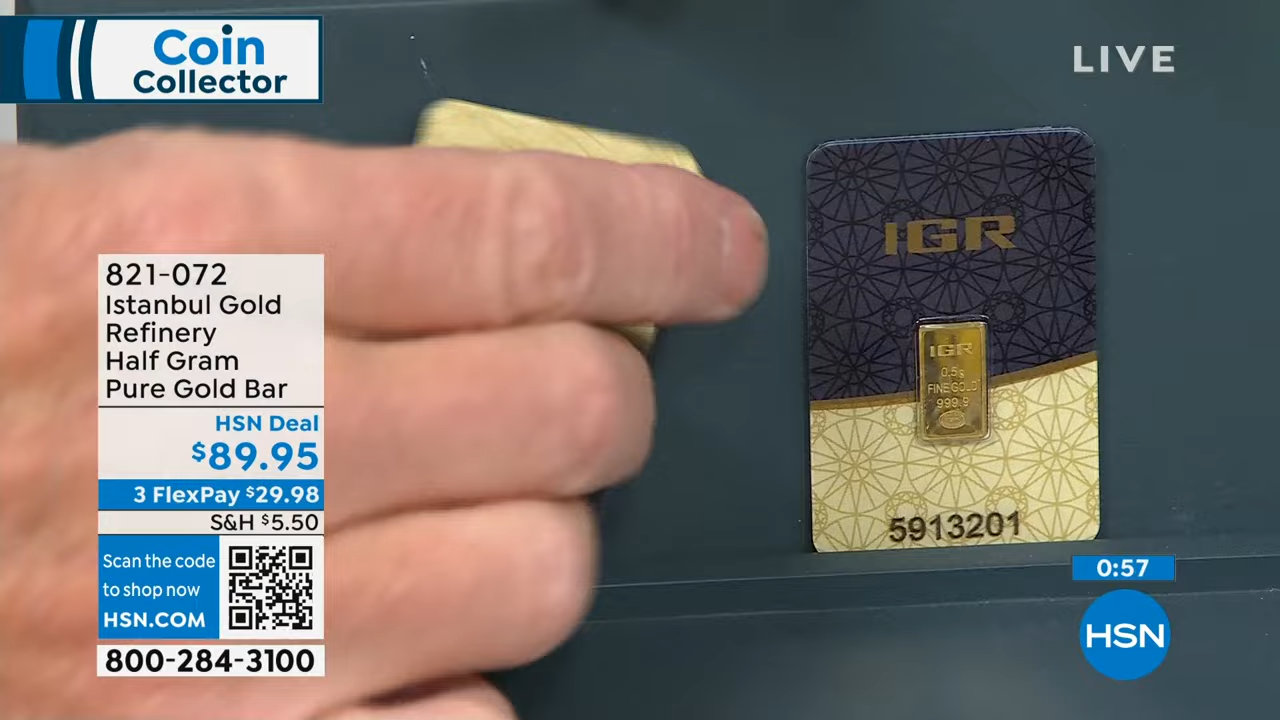 Coin
Collector
LIVE
821-072
Istanbul Gold
Refinery
Half Gram
Pure Gold Bar
HSN Deal
$89.95
3 FlexPay $29.98
S&H $5.50
Scan the code
to shop now
HSN.COM
800-284-3100
IGR
IGR
0.5g
FINE GOLD
999.9
5913201
0:57
HSN